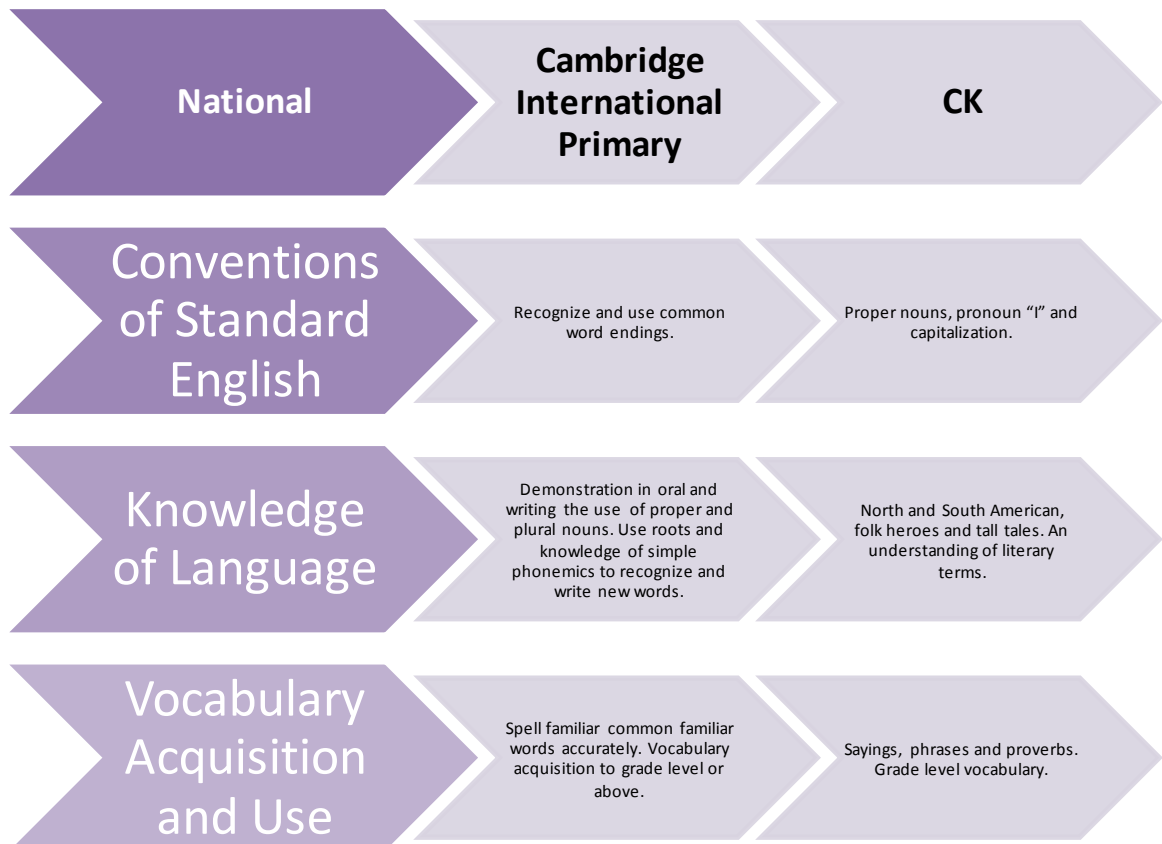 National
Cambridge
International
Primary
CK
Conventions
of Standard
English
Recognize and use common
word endings.
Proper nouns, pronoun “I” and
capitalization.
Knowledge
of Language
Demonstration in oral and
writing the use of proper and
plural nouns. Use roots and
knowledge of simple
phonemics to recognize and
write new words.
North and South American,
folk heroes and tall tales. An
understanding of literary
terms.
Vocabulary
Acquisition
and Use
Spell familiar common familiar
words accurately. Vocabulary
acquisition to grade level or
above.
Sayings, phrases and proverbs.
Grade level vocabulary.